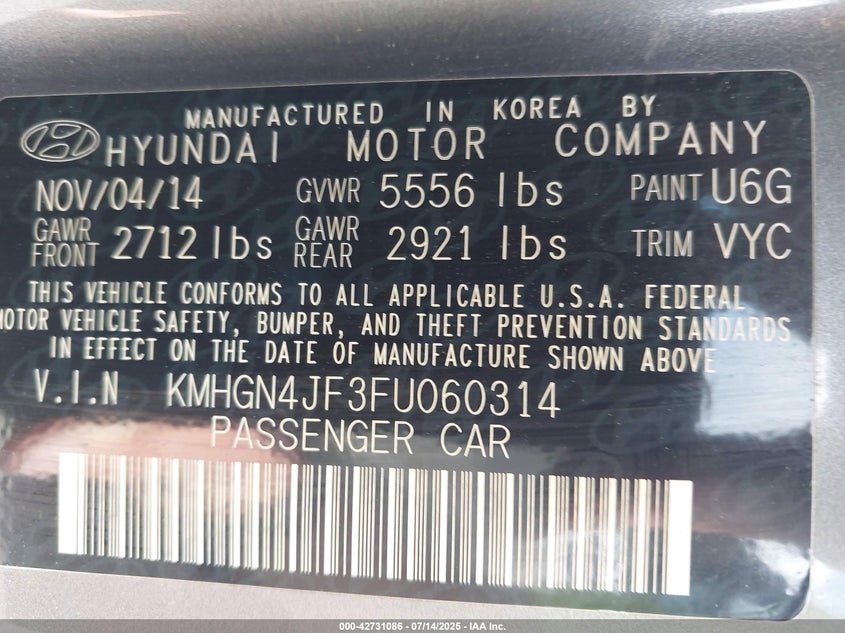 MANUFACTURED IN KOREA BY
HYUNDAI MOTOR COMPANY
NOV/04/14 GVWR 5556 lbs PAINT U6G
GAWR FRONT 2712 lbs GAWR REAR 2921 lbs TRIM VYC
THIS VEHICLE CONFORMS TO ALL APPLICABLE U.S.A. FEDERAL
MOTOR VEHICLE SAFETY, BUMPER, AND THEFT PREVENTION STANDARDS
IN EFFECT ON THE DATE OF MANUFACTURE SHOWN ABOVE
V.I.N KMHGN4JF3FU060314
PASSENGER CAR
000-42731086 - 07/14/2025 - IAA Inc.